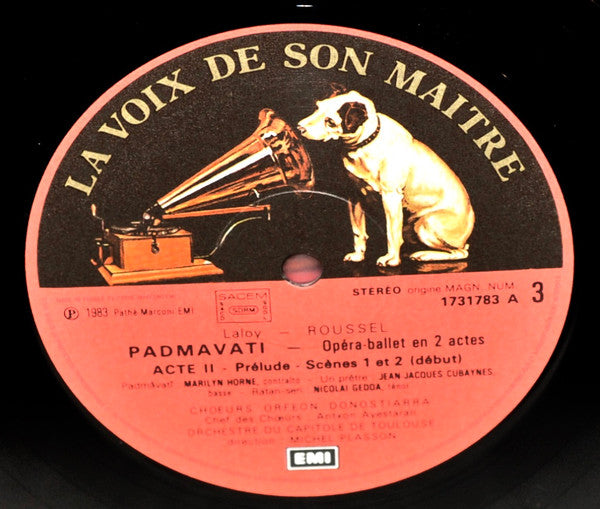 LA VOIX DE SON MAITRE
SACEM
SDRM
STÉRÉO origine MAGN. NUM.
1731783 A 3
Ⓟ 1983 Pathé Marconi EMI
Laloy - ROUSSEL
PADMAVATI - Opéra-ballet en 2 actes
ACTE II - Prélude - Scènes 1 et 2 (début)
Padmâvatî: MARILYN HORNE, contralto - Un prêtre: JEAN JACQUES CUBAYNES,
basse - Ratan-sen: NICOLAI GEDDA, ténor
CHOEURS ORFEON DONOSTIARRA
Chef des Chœurs : Antxon Ayestaran
ORCHESTRE DU CAPITOLE DE TOULOUSE
direction : MICHEL PLASSON
EMI